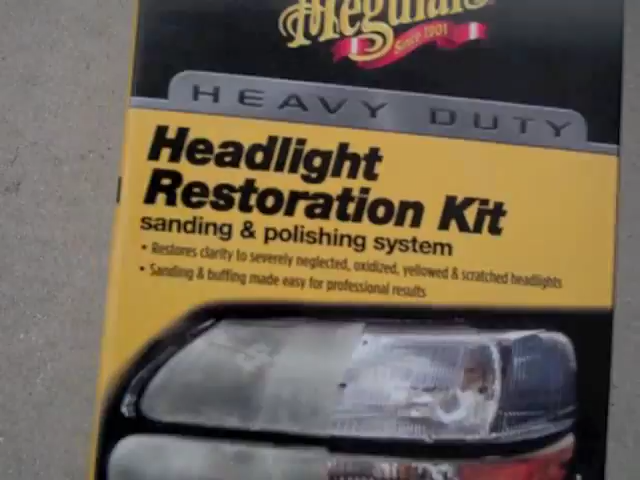 Meguiar's
Since 1901
HEAVY DUTY
Headlight
Restoration Kit
sanding & polishing system
• Restores clarity to severely neglected, oxidized, yellowed & scratched headlights
• Sanding & buffing made easy for professional results